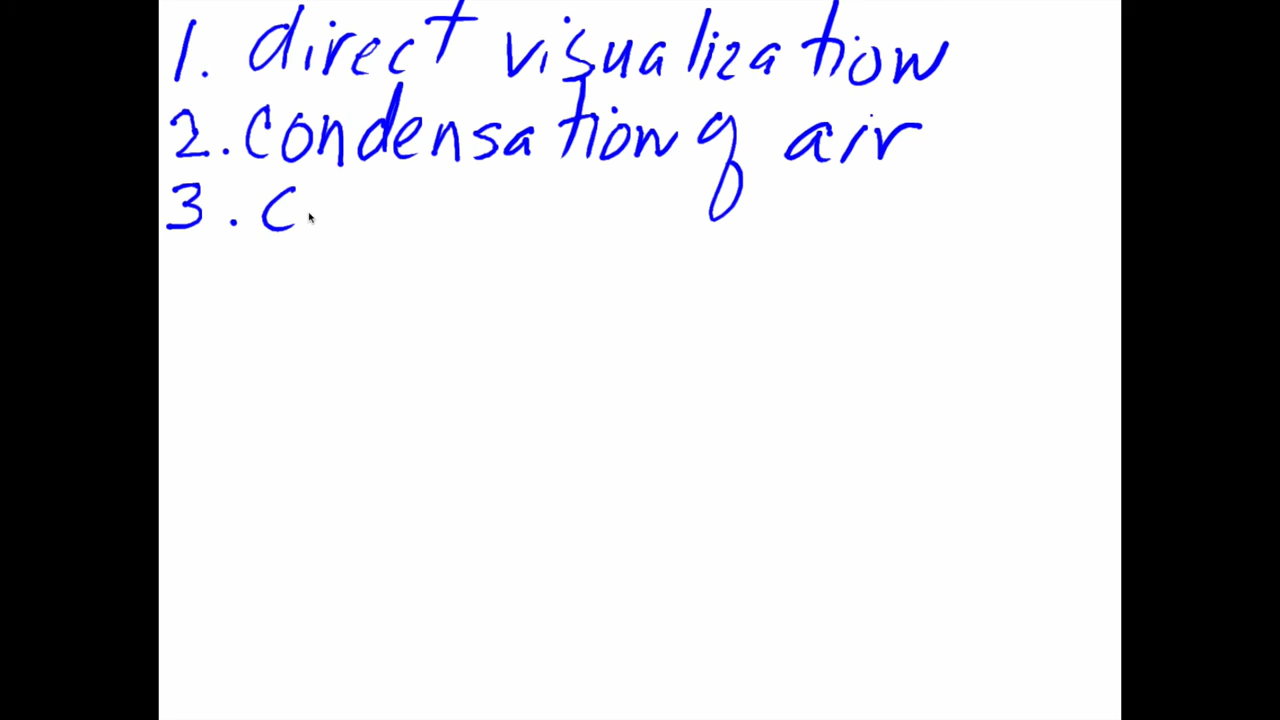 1. direct visualization
2. condensation of air
3. C